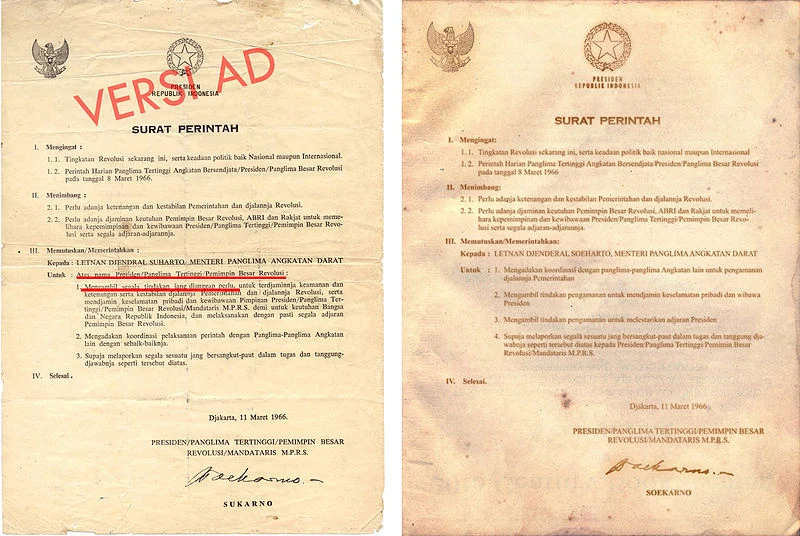 VERSI AD
PRESIDEN
REPUBLIK INDONESIA
SURAT PERINTAH
I. Mengingat :
1.1. Tingkatan Revolusi sekarang ini, serta keadaan politik baik Nasional maupun Internasional.
1.2. Perintah Harian Panglima Tertinggi Angkatan Bersendjata/Presiden/Panglima Besar Revolusi
pada tanggal 8 Maret 1966.
II. Menimbang :
2.1. Perlu adanja ketenangan dan kestabilan Pemerintahan dan djalannja Revolusi.
2.2. Perlu adanja djaminan keutuhan Pemimpin Besar Revolusi, ABRI dan Rakjat untuk meme-
lihara kepemimpinan dan kewibawaan Presiden/Panglima Tertinggi/Pemimpin Besar Revo-
lusi serta segala adjaran-adjarannja.
III. Memutuskan/Memerintahkan :
Kepada : LETNAN DJENDRAL SUHARTO, MENTERI PANGLIMA ANGKATAN DARAT
Untuk : Atas nama Presiden/Panglima Tertinggi/Pemimpin Besar Revolusi :
1. Mengambil segala tindakan jang dianggap perlu, untuk terdjaminnja keamanan dan
ketenangan serta kestabilan djalannja Pemerintahan dan djalannja Revolusi, serta
mendjamin keselamatan pribadi dan kewibawaan Pimpinan Presiden/Panglima Ter-
tinggi/Pemimpin Besar Revolusi/Mandataris M.P.R.S. demi untuk keutuhan Bangsa
dan Negara Republik Indonesia, dan melaksanakan dengan pasti segala adjaran
Pemimpin Besar Revolusi.
2. Mengadakan koordinasi pelaksanaan perintah dengan Panglima-Panglima Angkatan
lain dengan sebaik-baiknja.
3. Supaja melaporkan segala sesuatu jang bersangkut-paut dalam tugas dan tanggung-
djawabnja seperti tersebut diatas.
IV. Selesai.
Djakarta, 11 Maret 1966.
PRESIDEN/PANGLIMA TERTINGGI/PEMIMPIN BESAR
REVOLUSI/MANDATARIS M.P.R.S.
Soekarno.-
SUKARNO
PRESIDEN
REPUBLIK INDONESIA
SURAT PERINTAH
I. Mengingat:
1.1. Tingkatan Revolusi sekarang ini, serta keadaan politik baik Nasional maupun Internasional
1.2. Perintah Harian Panglima Tertinggi Angkatan Bersendjata/Presiden/Panglima Besar Revolusi
pada tanggal 8 Maret 1966
II. Menimbang:
2.1. Perlu adanja ketenangan dan kestabilan Pemerintahan dan djalannja Revolusi.
2.2. Perlu adanja djaminan keutuhan Pemimpin Besar Revolusi, ABRI dan Rakjat untuk memeli-
hara kepemimpinan dan kewibawaan Presiden/Panglima Tertinggi/Pemimpin Besar Revo-
lusi serta segala adjaran-adjarannja.
III. Memutuskan/Memerintahkan:
Kepada : LETNAN DJENDERAL SOEHARTO, MENTERI PANGLIMA ANGKATAN DARAT
Untuk : 1. Mengadakan koordinasi dengan panglima-panglima Angkatan lain untuk pengamanan
djalannja Pemerintahan
2. Mengambil tindakan pengamanan untuk mendjamin keselamatan pribadi dan wibawa
Presiden
3. Mengambil tindakan pengamanan untuk melestarikan adjaran Presiden
4. Supaja melaporkan segala sesuatu jang bersangkut-paut dalam tugas dan tanggung dja-
wabnja seperti tersebut diatas kepada Presiden/Panglima Tertinggi/Pemimin Besar
Revolusi/Mandataris M.P.R.S.
IV. Selesai.
Djakarta, 11 Maret 1966
PRESIDEN/PANGLIMA TERTINGGI/PEMIMPIN BESAR
REVOLUSI/MANDATARIS M.P.R.S.
Soekarno.-
SOEKARNO